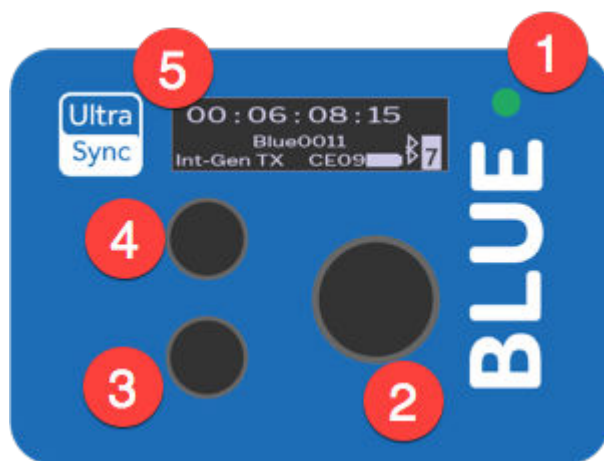 1
5
Ultra
Sync
00:06:08:15
Blue0011
Int-Gen TX CE09 7
BLUE
4
3
2